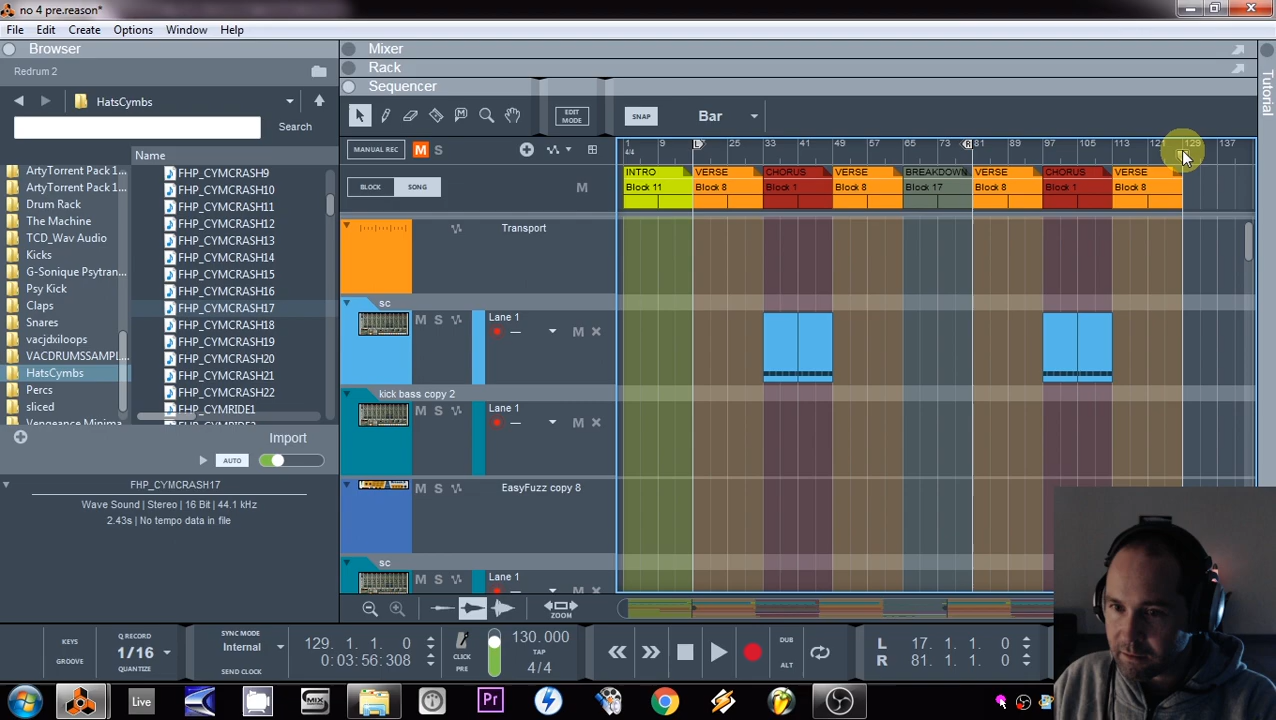 no 4 pre.reason*
File Edit Create Options Window Help
Browser
Redrum 2
HatsCymbs
Search
Name
ArtyTorrent Pack 1...
ArtyTorrent Pack 1...
Drum Rack
The Machine
TCD_Wav Audio
Kicks
G-Sonique Psytran...
Psy Kick
Claps
Snares
vacjdxiloops
VACDRUMSSAMPL...
HatsCymbs
Percs
sliced
Vengeance Minima
FHP_CYMCRASH9
FHP_CYMCRASH10
FHP_CYMCRASH11
FHP_CYMCRASH12
FHP_CYMCRASH13
FHP_CYMCRASH14
FHP_CYMCRASH15
FHP_CYMCRASH16
FHP_CYMCRASH17
FHP_CYMCRASH18
FHP_CYMCRASH19
FHP_CYMCRASH20
FHP_CYMCRASH21
FHP_CYMCRASH22
FHP_CYMRIDE1
Import
AUTO
FHP_CYMCRASH17
Wave Sound | Stereo | 16 Bit | 44.1 kHz
2.43s | No tempo data in file
Mixer
Rack
Sequencer
Tutorial
EDIT MODE SNAP Bar
MANUAL REC M S
1 9 L 25 33 41 49 57 65 73 R 81 89 97 105 113 121 129 137
4/4
BLOCK SONG M
INTRO VERSE CHORUS VERSE BREAKDOWN VERSE CHORUS VERSE
Block 11 Block 8 Block 1 Block 8 Block 17 Block 8 Block 1 Block 8
Transport
sc
M S Lane 1 M
kick bass copy 2
M S Lane 1 M
M S EasyFuzz copy 8
sc
M S Lane 1 M
ZOOM
KEYS
GROOVE
Q RECORD
1/16
QUANTIZE
SYNC MODE
Internal
SEND CLOCK
129. 1. 1. 0
0:03:56:308
CLICK
PRE
130.000
TAP
4/4
DUB
ALT
L 17. 1. 1. 0
R 81. 1. 1. 0
Live
MIX
Pr